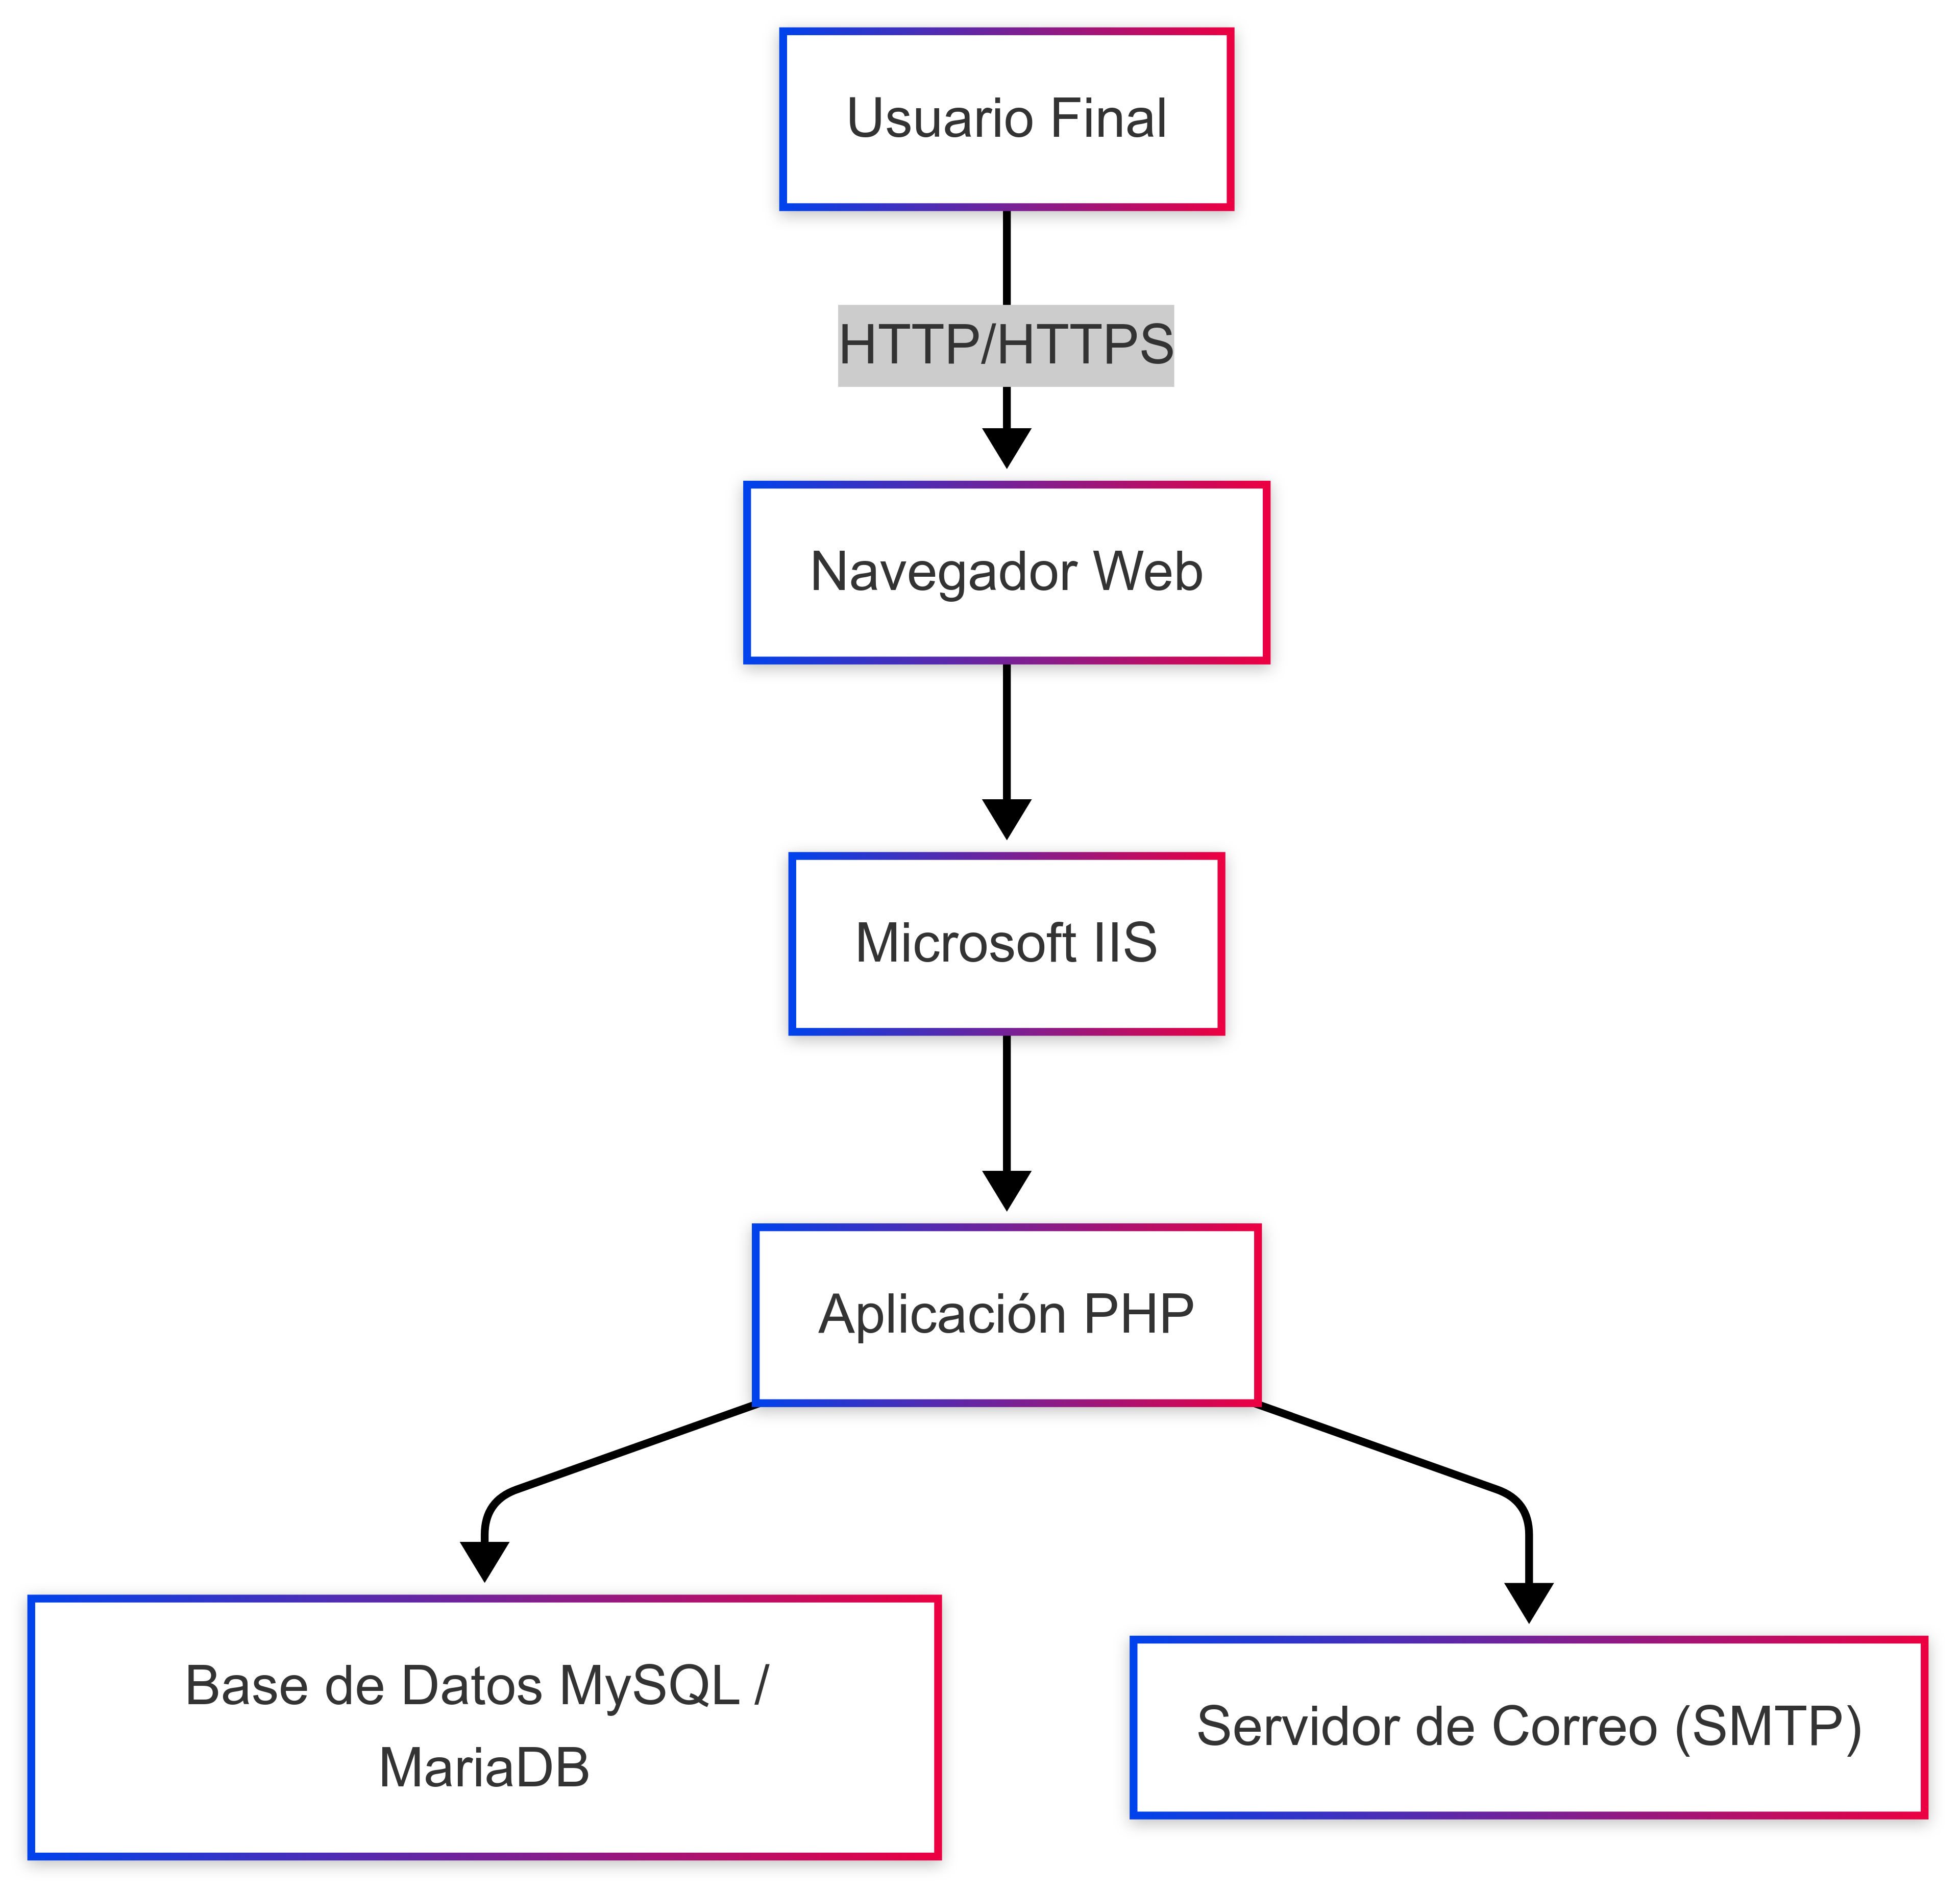 Usuario Final
HTTP/HTTPS
Navegador Web
Microsoft IIS
Aplicación PHP
Base de Datos MySQL /
MariaDB
Servidor de Correo (SMTP)